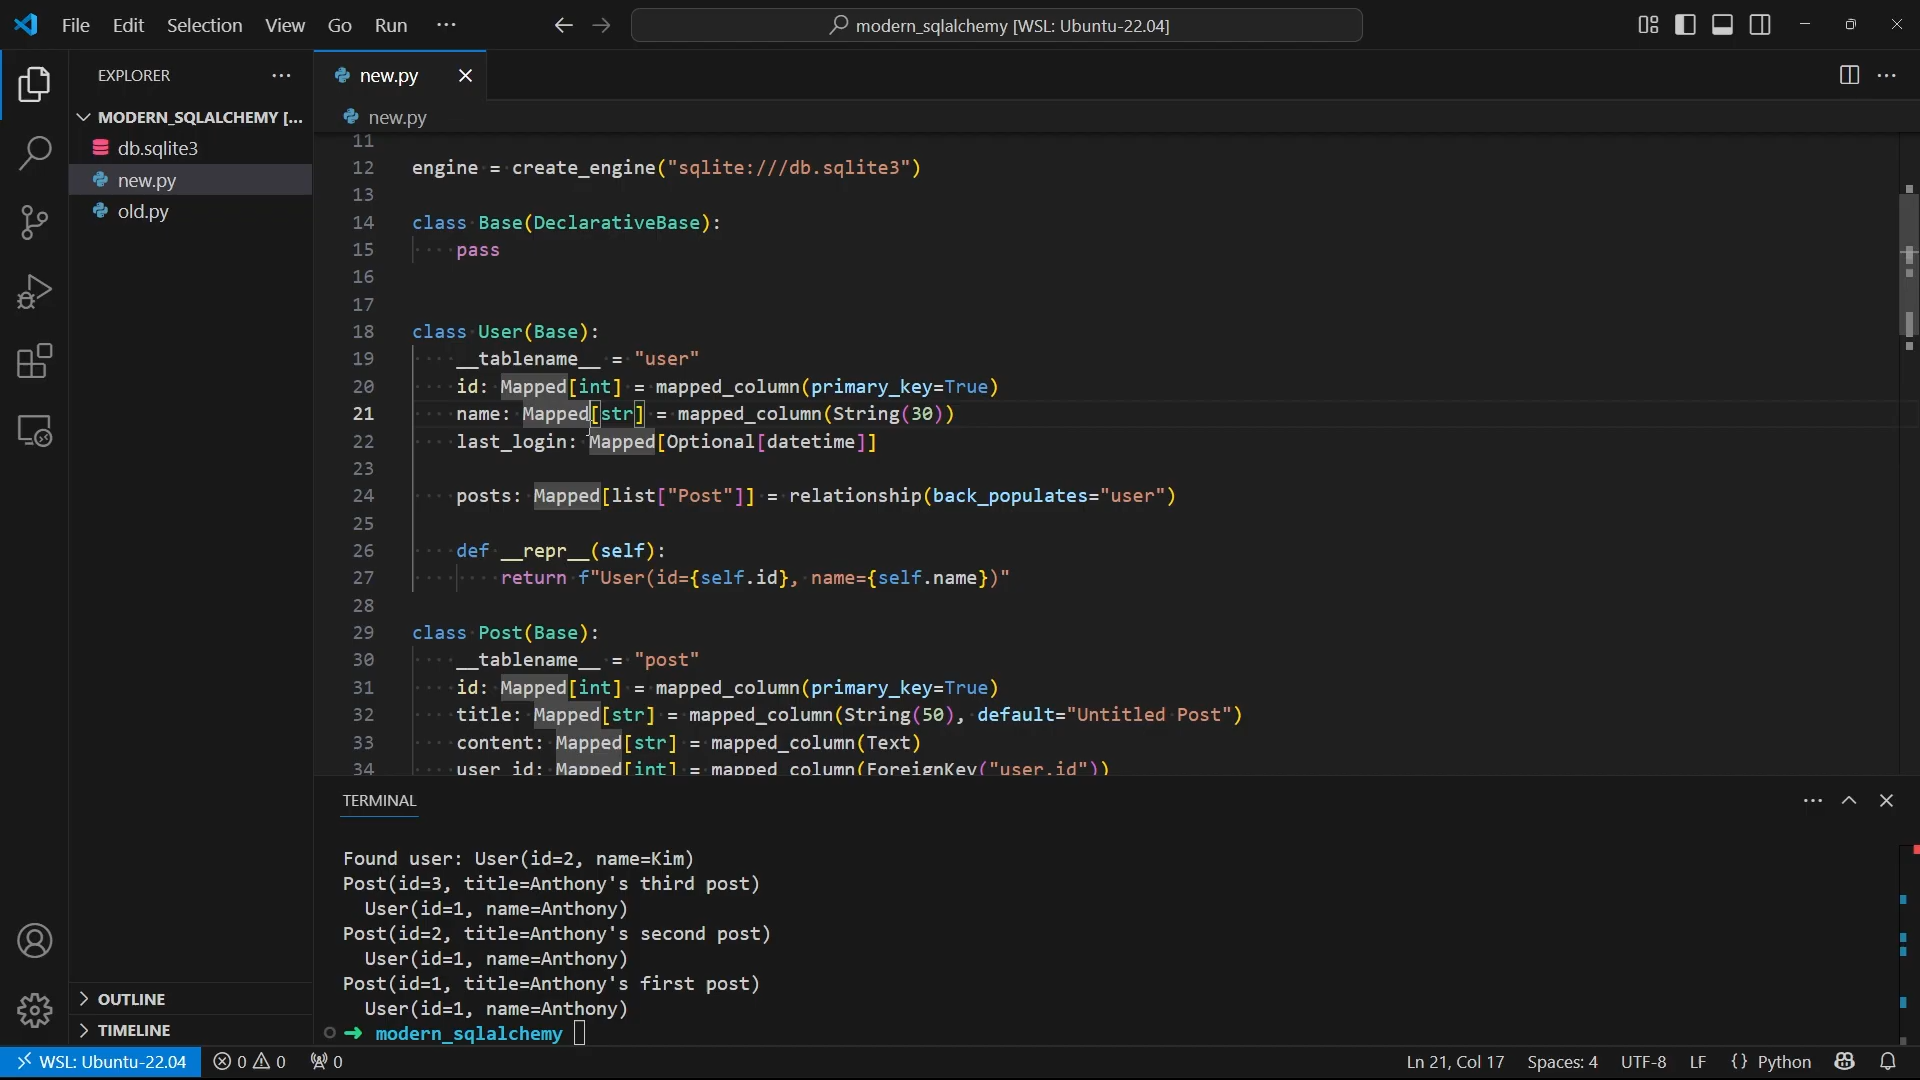 File Edit Selection View Go Run ···
modern_sqlalchemy [WSL: Ubuntu-22.04]
EXPLORER ···
MODERN_SQLALCHEMY [...
db.sqlite3
new.py
old.py
OUTLINE
TIMELINE
new.py
new.py
11
12 engine = create_engine("sqlite:///db.sqlite3")
13
14 class Base(DeclarativeBase):
15     pass
16
17
18 class User(Base):
19     __tablename__ = "user"
20     id: Mapped[int] = mapped_column(primary_key=True)
21     name: Mapped[str] = mapped_column(String(30))
22     last_login: Mapped[Optional[datetime]]
23
24     posts: Mapped[list["Post"]] = relationship(back_populates="user")
25
26     def __repr__(self):
27         return f"User(id={self.id}, name={self.name})"
28
29 class Post(Base):
30     __tablename__ = "post"
31     id: Mapped[int] = mapped_column(primary_key=True)
32     title: Mapped[str] = mapped_column(String(50), default="Untitled Post")
33     content: Mapped[str] = mapped_column(Text)
34     user_id: Mapped[int] = mapped_column(ForeignKey("user.id"))
TERMINAL
Found user: User(id=2, name=Kim)
Post(id=3, title=Anthony's third post)
  User(id=1, name=Anthony)
Post(id=2, title=Anthony's second post)
  User(id=1, name=Anthony)
Post(id=1, title=Anthony's first post)
  User(id=1, name=Anthony)
➜ modern_sqlalchemy
WSL: Ubuntu-22.04 0 0 0 Ln 21, Col 17 Spaces: 4 UTF-8 LF {} Python